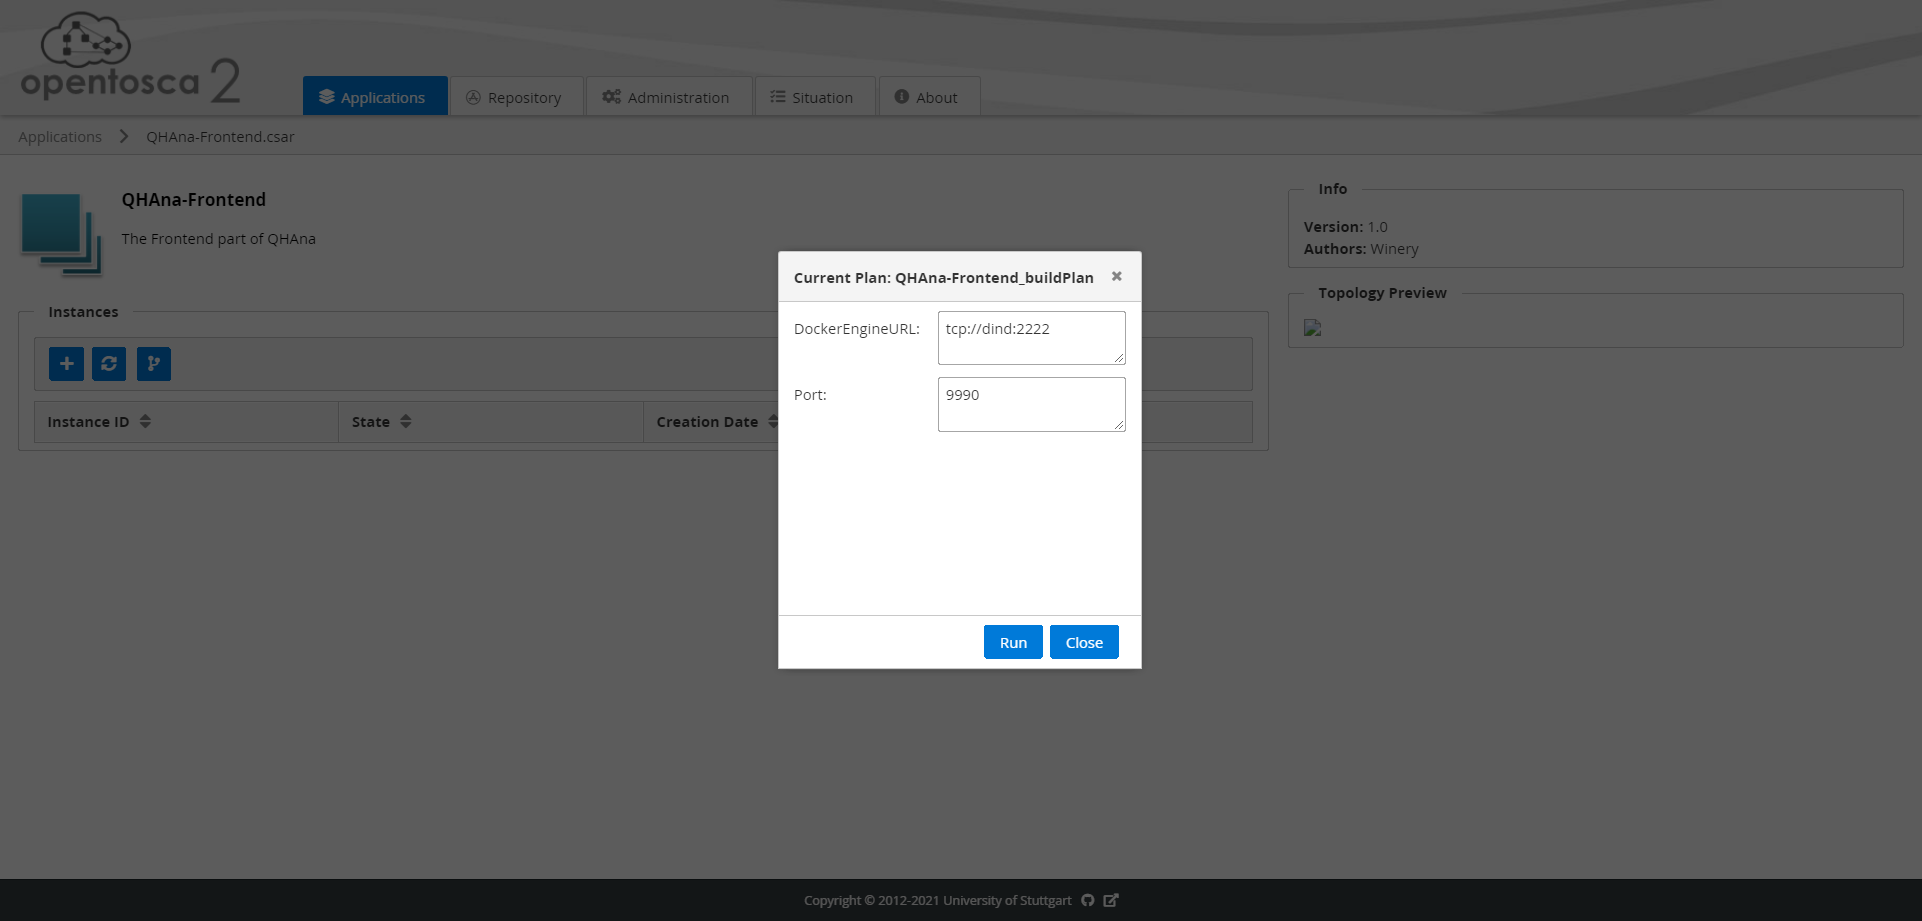 opentosca 2
Applications
Repository
Administration
Situation
About
Applications
QHAna-Frontend.csar
QHAna-Frontend
The Frontend part of QHAna
Info
Version: 1.0
Authors: Winery
Topology Preview
Instances
Instance ID
State
Creation Date
Current Plan: QHAna-Frontend_buildPlan
DockerEngineURL:
tcp://dind:2222
Port:
9990
Run
Close
Copyright © 2012-2021 University of Stuttgart